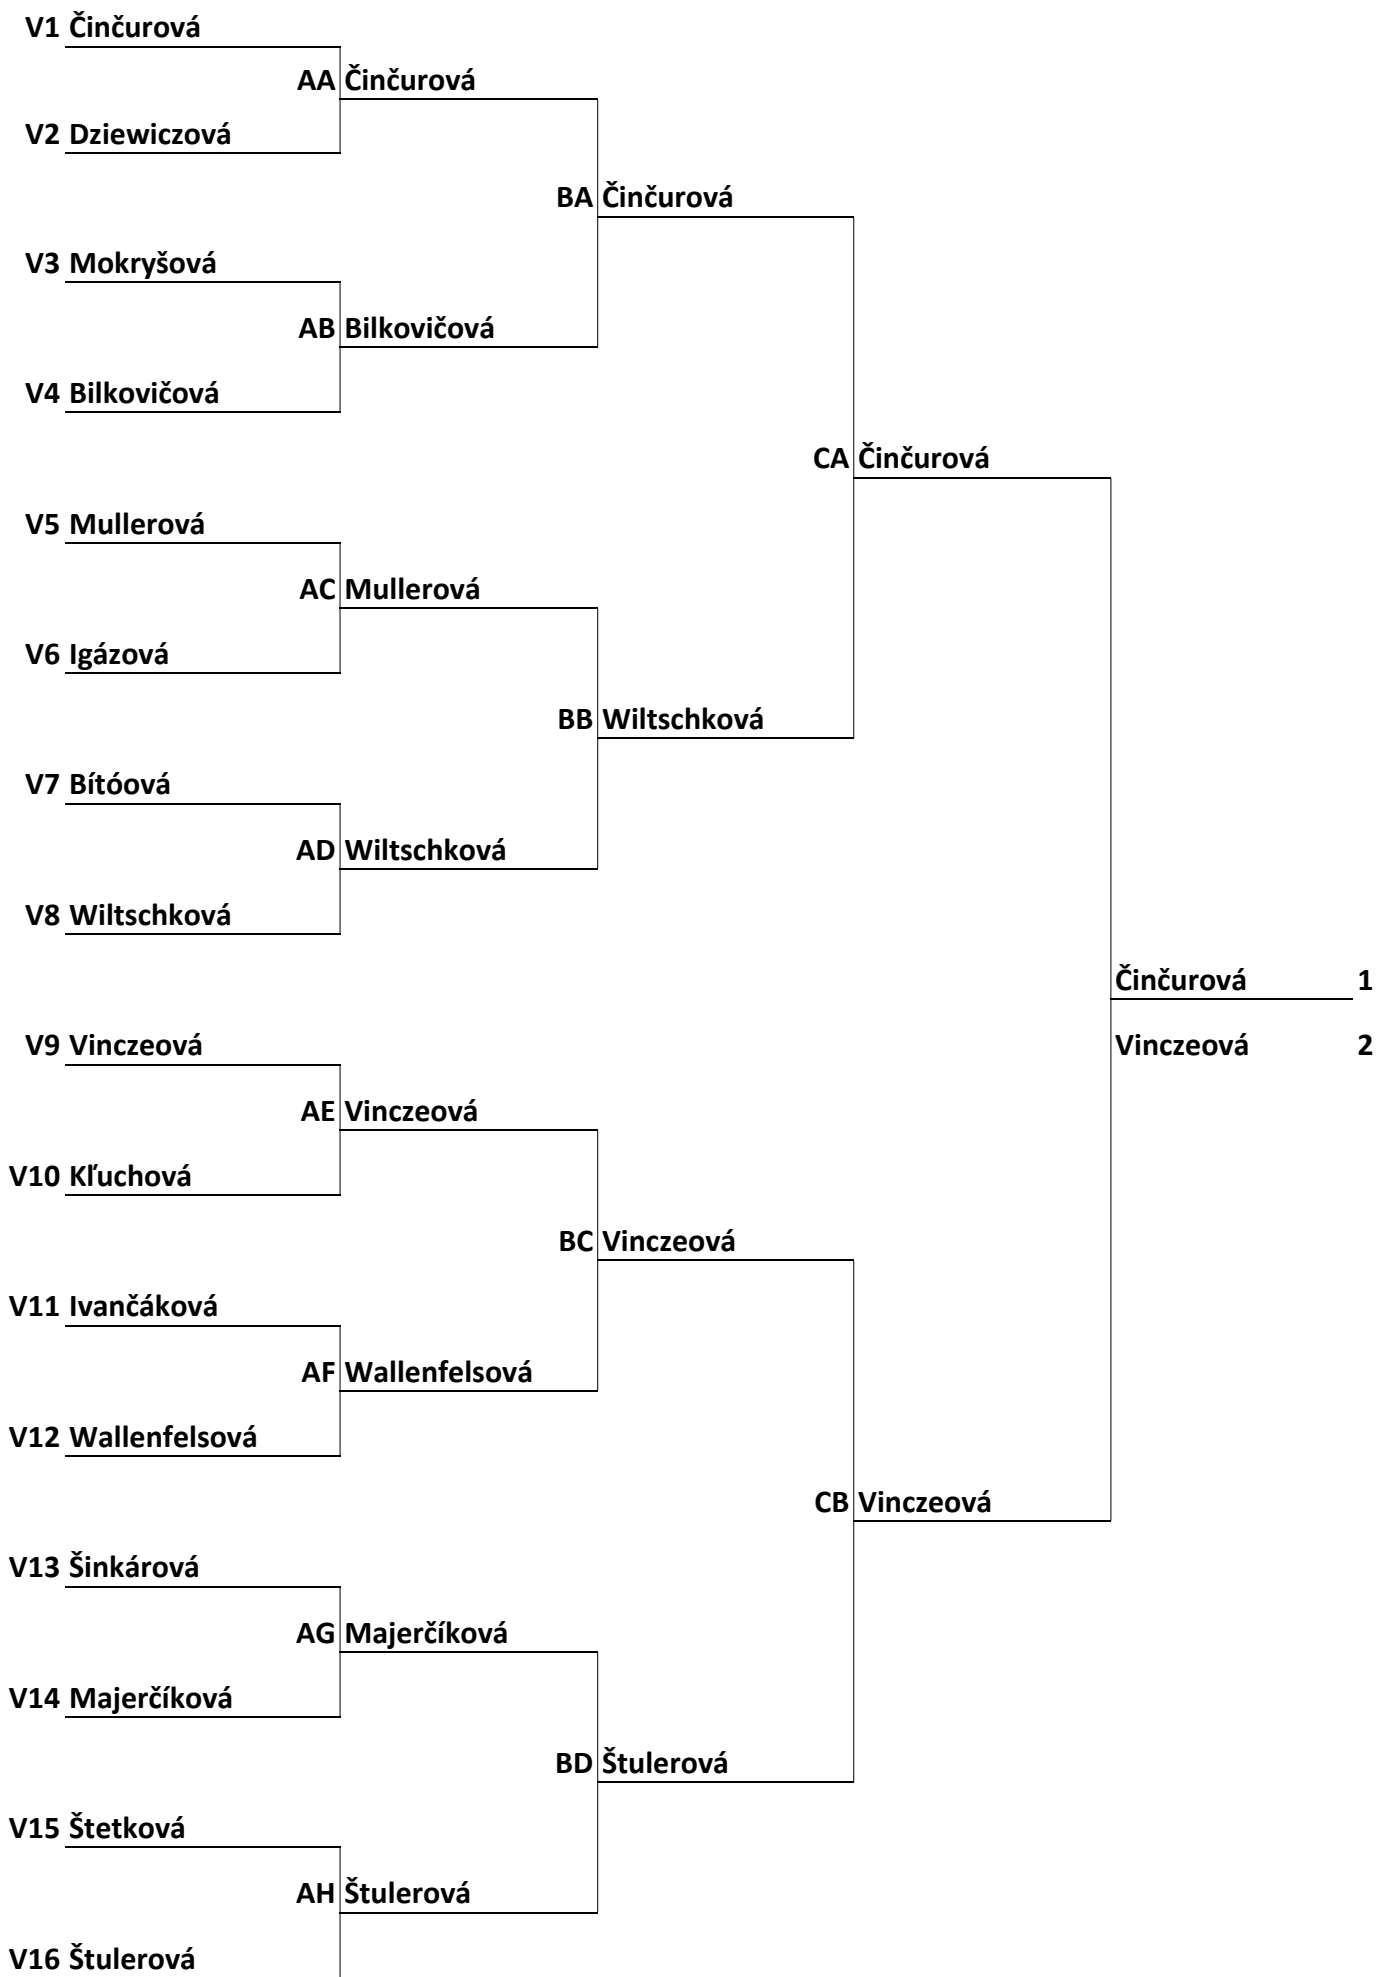 V1 Činčurová
AA Činčurová
V2 Dziewiczová
BA Činčurová
V3 Mokryšová
AB Bilkovičová
V4 Bilkovičová
CA Činčurová
V5 Mullerová
AC Mullerová
V6 Igázová
BB Wiltschková
V7 Bítóová
AD Wiltschková
V8 Wiltschková
Činčurová 1
V9 Vinczeová
Vinczeová 2
AE Vinczeová
V10 Kľuchová
BC Vinczeová
V11 Ivančáková
AF Wallenfelsová
V12 Wallenfelsová
CB Vinczeová
V13 Šinkárová
AG Majerčíková
V14 Majerčíková
BD Štulerová
V15 Štetková
AH Štulerová
V16 Štulerová